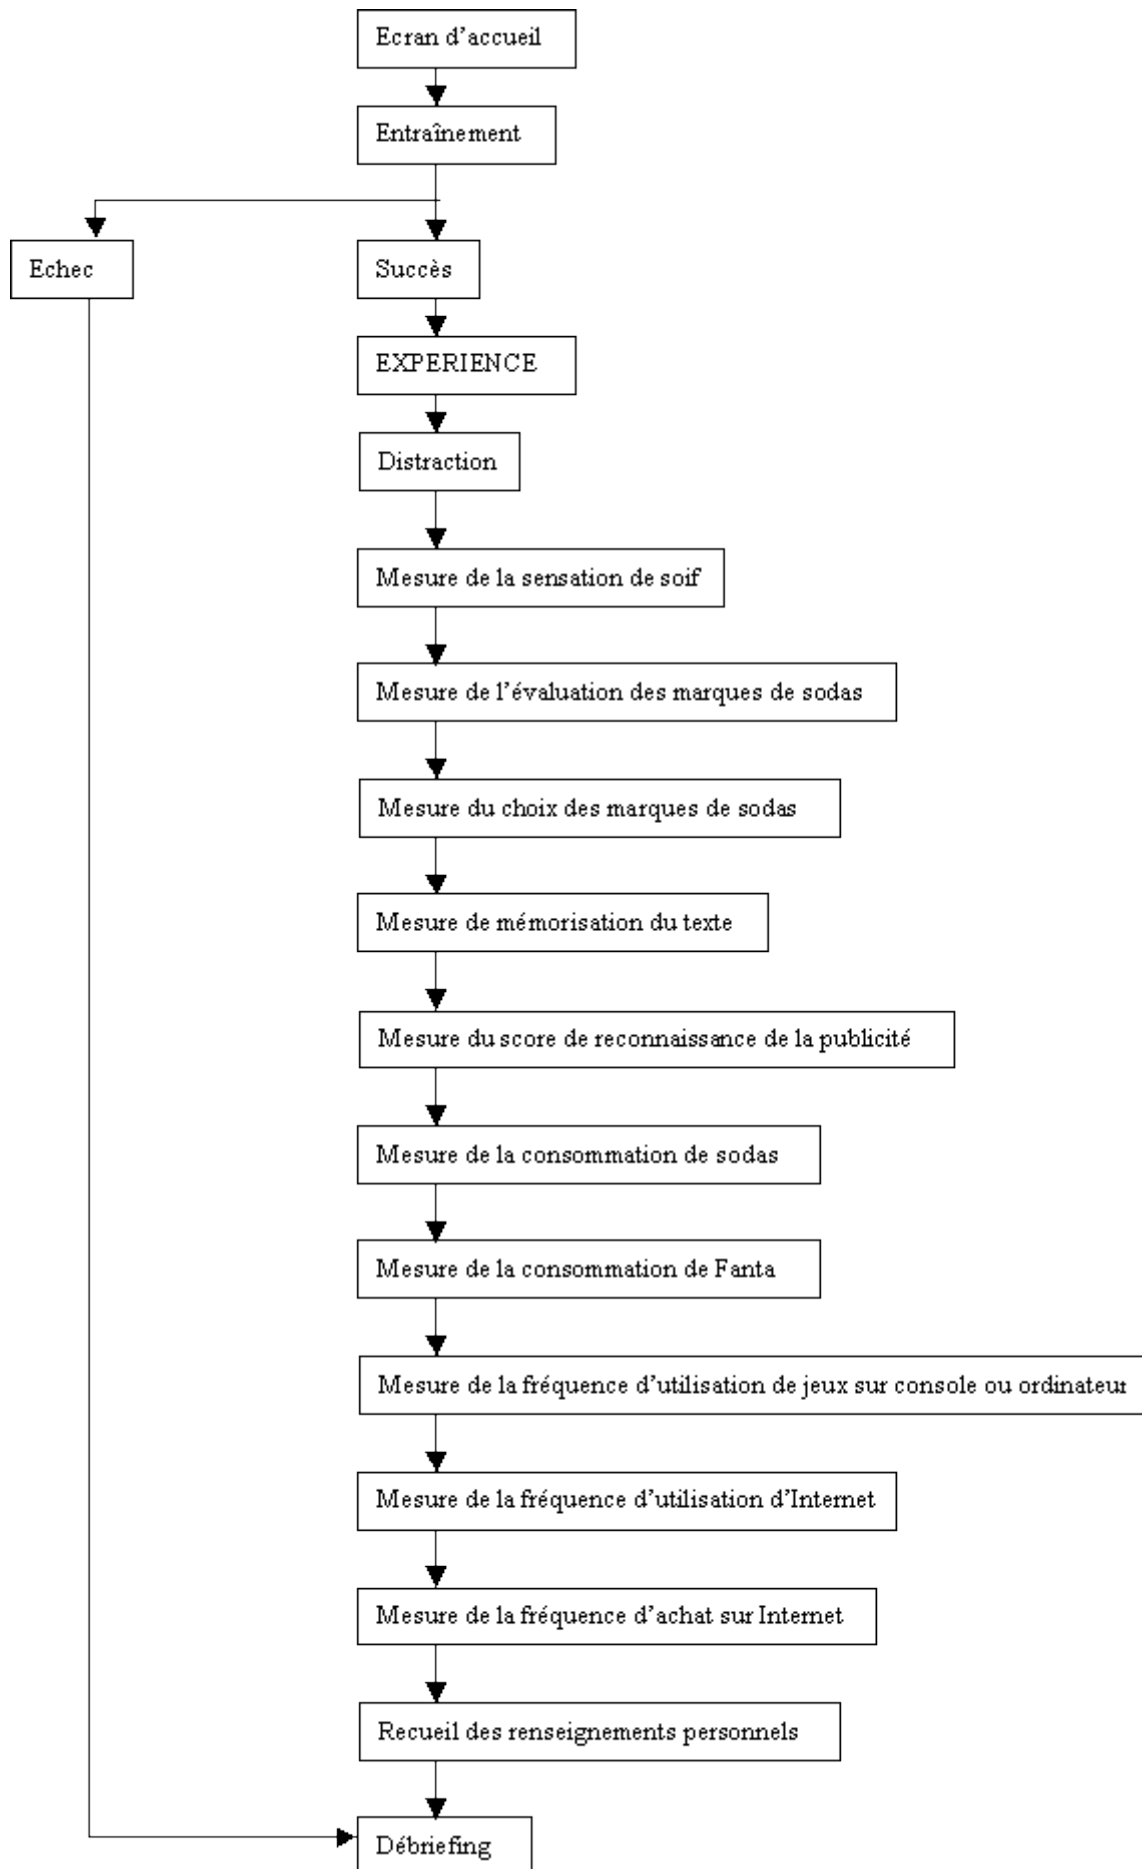 Ecran d'accueil
Entraînement
Echec
Succès
EXPERIENCE
Distraction
Mesure de la sensation de soif
Mesure de l'évaluation des marques de sodas
Mesure du choix des marques de sodas
Mesure de mémorisation du texte
Mesure du score de reconnaissance de la publicité
Mesure de la consommation de sodas
Mesure de la consommation de Fanta
Mesure de la fréquence d'utilisation de jeux sur console ou ordinateur
Mesure de la fréquence d'utilisation d'Internet
Mesure de la fréquence d'achat sur Internet
Recueil des renseignements personnels
Débriefing